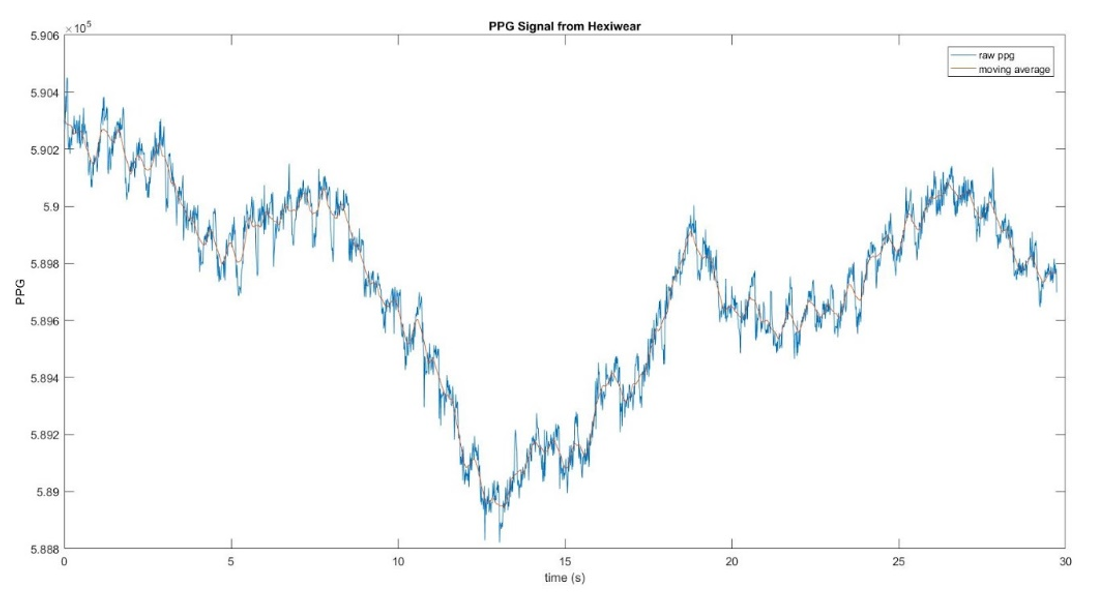 PPG Signal from Hexiwear
×10^5
5.906
5.904
5.902
5.9
5.898
5.896
5.894
5.892
5.89
5.888
PPG
raw ppg
moving average
0 5 10 15 20 25 30
time (s)